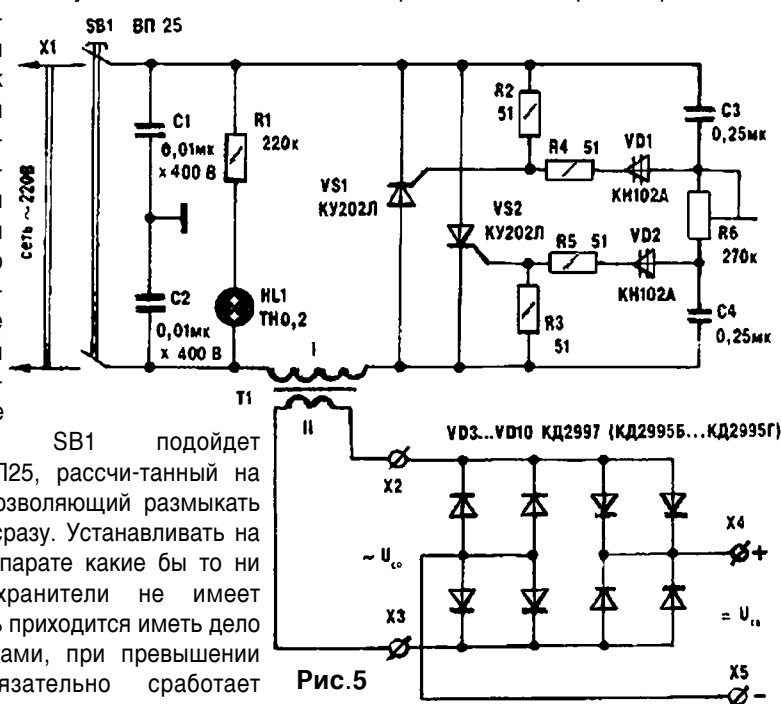 SB1 ВП 25
X1
сеть ~220В
C1
0,01мк
х 400 В
R1
220к
C2
0,01мк
х 400 В
HL1
ТН0,2
VS1
КУ202Л
VS2
КУ202Л
R2
51
R4 51
VD1
КН102А
C3
0,25мк
R5 51
VD2
КН102А
R6
270к
R3
51
C4
0,25мк
T1
I
II
VD3...VD10 КД2997 (КД2995Б...КД2995Г)
X2
X3
~ Uсв
X4
+
= Uсв
X5
–
SB1 подойдет
П25, рассчи-танный на
озволяющий размыкать
сразу. Устанавливать на
парате какие бы то ни
хранители не имеет
ь приходится иметь дело
ами, при превышении
язательно сработает
Рис.5